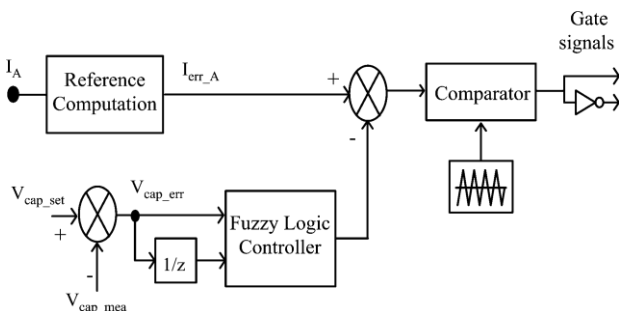 Gate
signals
I_A
Reference
Computation
I_err_A
+
-
Comparator
V_cap_set
+
V_cap_err
-
V_cap_mea
1/z
Fuzzy Logic
Controller